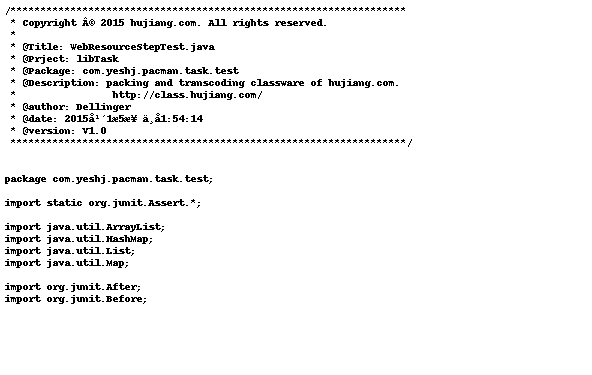 /******************************************************************
 * Copyright Â© 2015 hujiang.com. All rights reserved.
 *
 * @Title: WebResourceStepTest.java
 * @Prject: libTask
 * @Package: com.yeshj.pacman.task.test
 * @Description: packing and transcoding classware of hujiang.com.
 *                http://class.hujiang.com/
 * @author: Dellinger
 * @date: 2015å¹´1æ5æ¥ ä¸å1:54:14
 * @version: V1.0
 ******************************************************************/
package com.yeshj.pacman.task.test;
import static org.junit.Assert.*;
import java.util.ArrayList;
import java.util.HashMap;
import java.util.List;
import java.util.Map;
import org.junit.After;
import org.junit.Before;